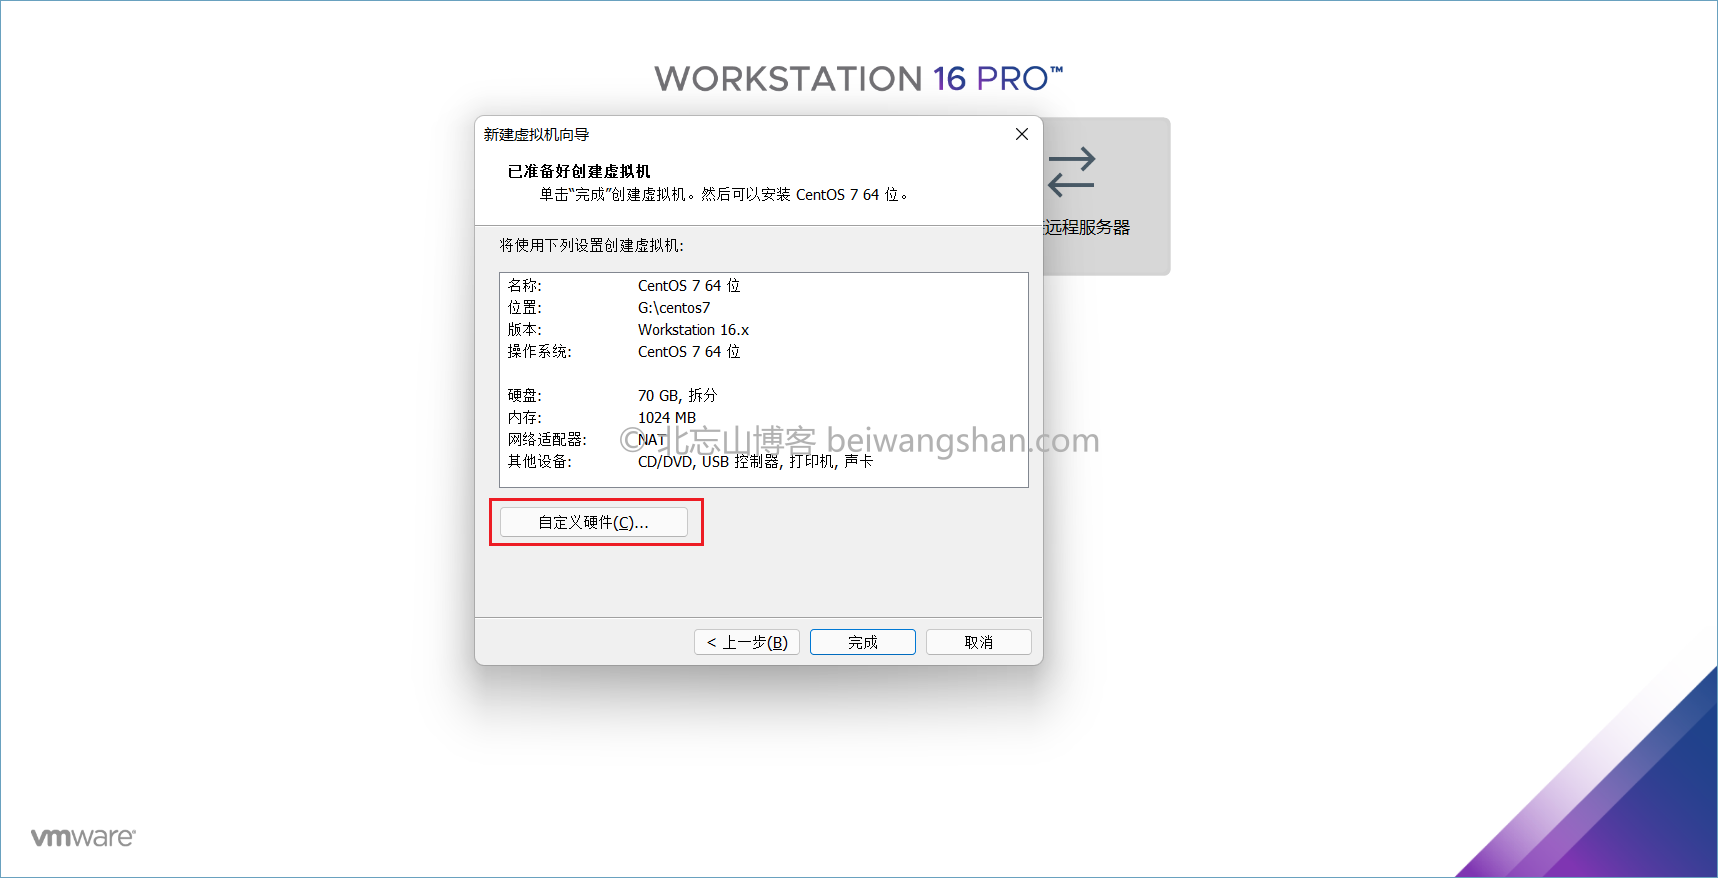 WORKSTATION 16 PRO™
新建虚拟机向导
已准备好创建虚拟机
单击“完成”创建虚拟机。然后可以安装 CentOS 7 64 位。
远程服务器
将使用下列设置创建虚拟机:
名称: CentOS 7 64 位
位置: G:\centos7
版本: Workstation 16.x
操作系统: CentOS 7 64 位
硬盘: 70 GB, 拆分
内存: 1024 MB
网络适配器: NAT
© 北忘山博客 beiwangshan.com
其他设备: CD/DVD, USB 控制器, 打印机, 声卡
自定义硬件(C)...
< 上一步(B) 完成 取消
vmware®